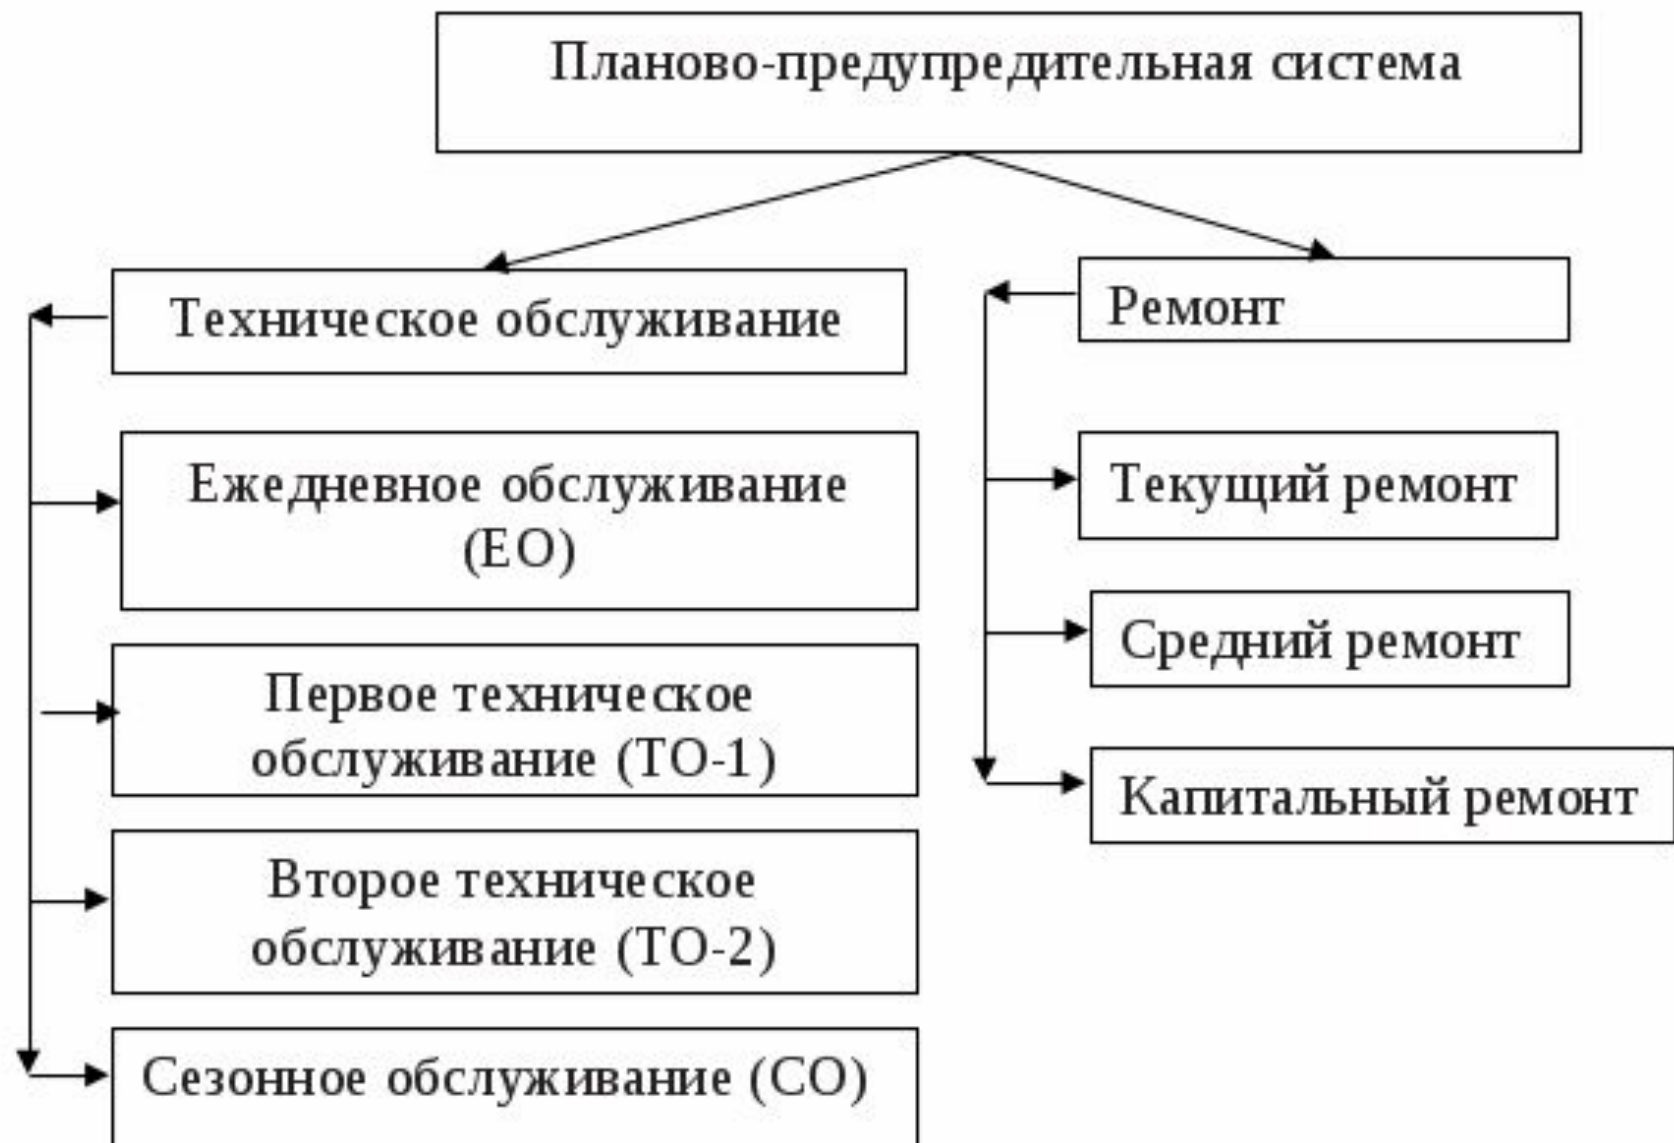 Планово-предупредительная система
Техническое обслуживание
Ежедневное обслуживание
(ЕО)
Первое техническое
обслуживание (ТО-1)
Второе техническое
обслуживание (ТО-2)
Сезонное обслуживание (СО)
Ремонт
Текущий ремонт
Средний ремонт
Капитальный ремонт